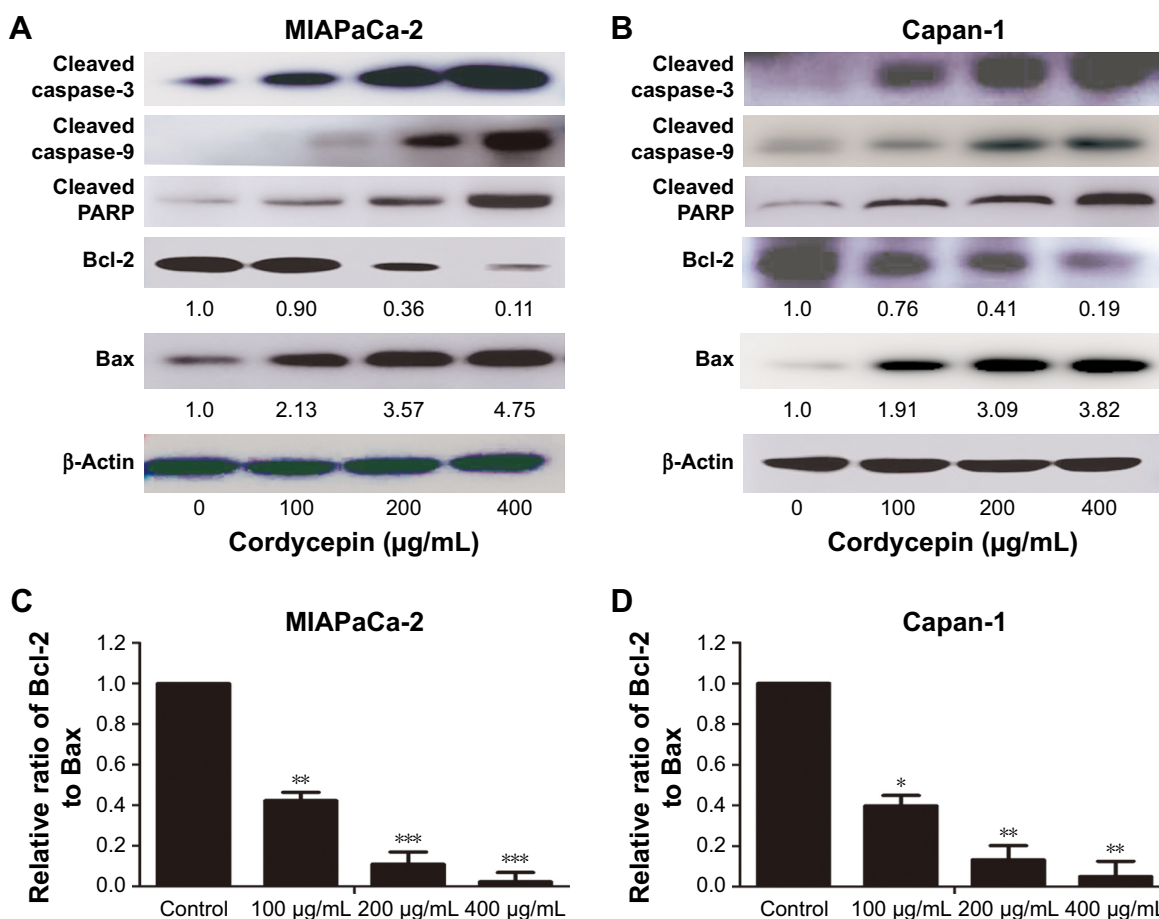 A
MIAPaCa-2
Cleaved
caspase-3
Cleaved
caspase-9
Cleaved
PARP
Bcl-2
1.0 0.90 0.36 0.11
Bax
1.0 2.13 3.57 4.75
β-Actin
0 100 200 400
Cordycepin (µg/mL)
B
Capan-1
Cleaved
caspase-3
Cleaved
caspase-9
Cleaved
PARP
Bcl-2
1.0 0.76 0.41 0.19
Bax
1.0 1.91 3.09 3.82
β-Actin
0 100 200 400
Cordycepin (µg/mL)
C
MIAPaCa-2
Relative ratio of Bcl-2
to Bax
1.2
1.0
0.8
0.6
0.4
0.2
0.0
**
***
***
Control 100 µg/mL 200 µg/mL 400 µg/mL
D
Capan-1
Relative ratio of Bcl-2
to Bax
1.2
1.0
0.8
0.6
0.4
0.2
0.0
*
**
**
Control 100 µg/mL 200 µg/mL 400 µg/mL